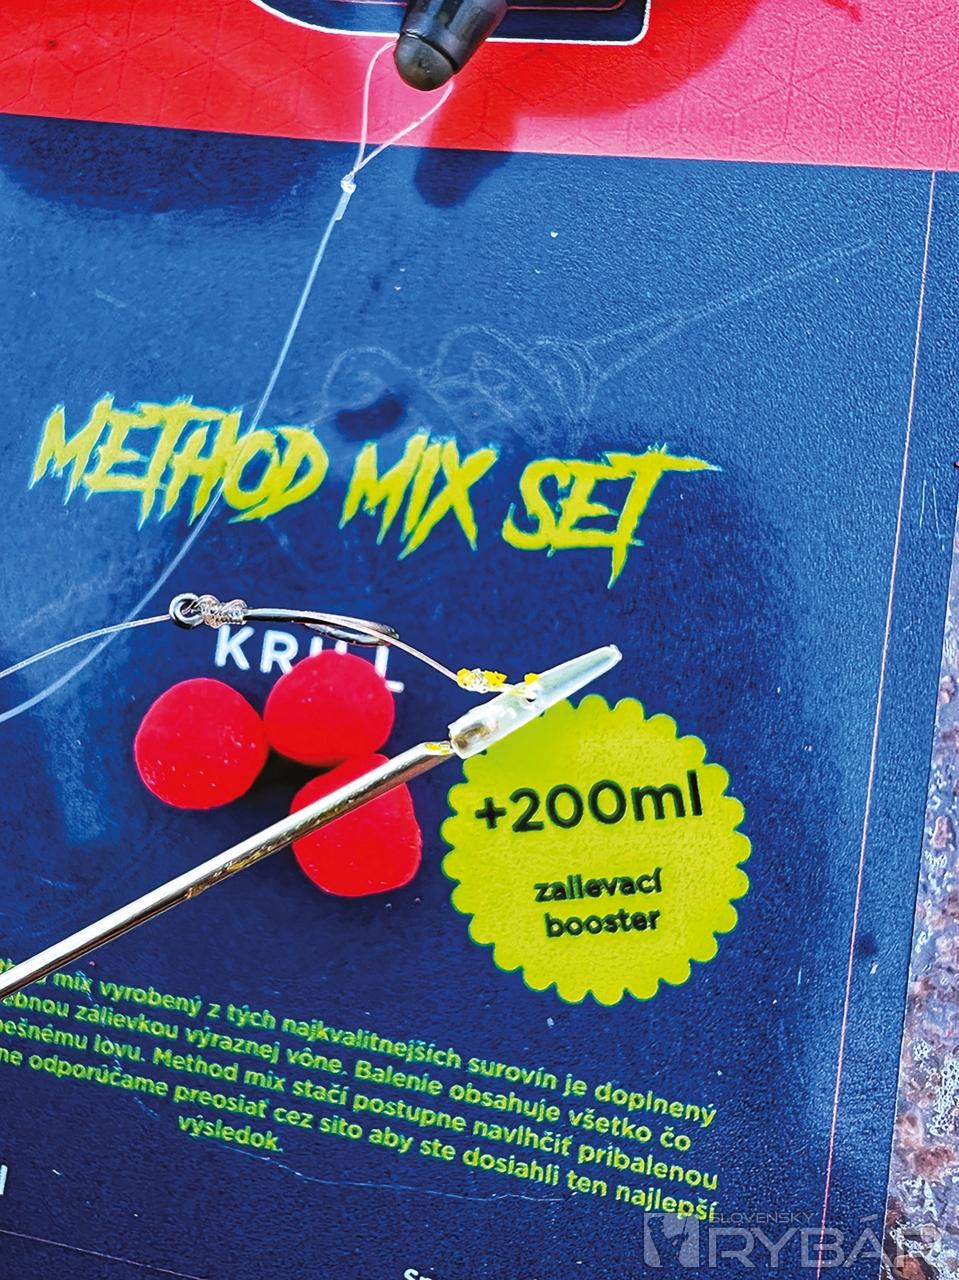 METHOD MIX SET
KRILL
+200ml
zalievací
booster
mix vyrobený z tých najkvalitnejších surovín je doplnený
zálievkou výraznej vône. Balenie obsahuje všetko čo
lovu. Method mix stačí postupne navlhčiť pribalenou
odporúčame preosiať cez sito aby ste dosiahli ten najlepší
výsledok.
SLOVENSKÝ
RYBÁR